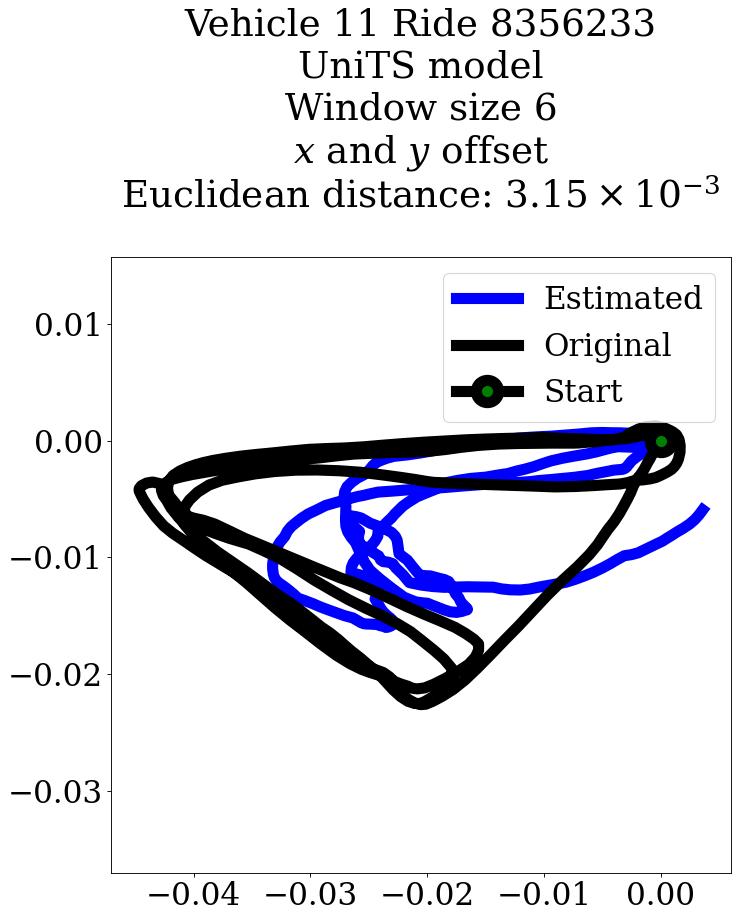 Vehicle 11 Ride 8356233
UniTS model
Window size 6
x and y offset
Euclidean distance: 3.15 × 10⁻³
Estimated
Original
Start
0.01
0.00
−0.01
−0.02
−0.03
−0.04 −0.03 −0.02 −0.01 0.00